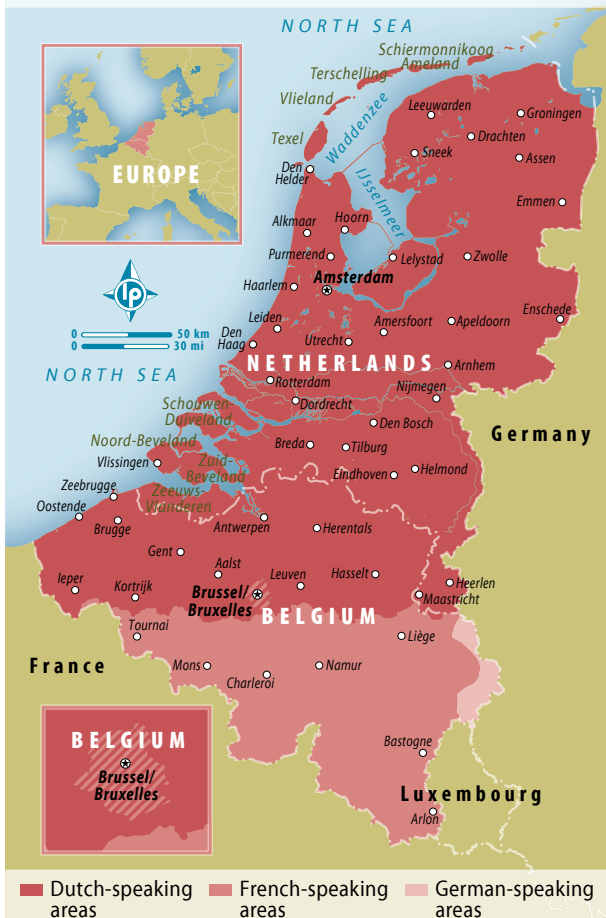 NORTH SEA
Schiermonnikoog
Ameland
Terschelling
Vlieland
Texel
Waddenzee
IJsselmeer
EUROPE
Leeuwarden
Groningen
Drachten
Sneek
Assen
Den
Helder
Emmen
Alkmaar
Hoorn
Purmerend
Lelystad
Zwolle
Haarlem
Amsterdam
lp
0 50 km
0 30 mi
Leiden
Den
Haag
Utrecht
Amersfoort
Apeldoorn
Enschede
NETHERLANDS
Arnhem
NORTH SEA
Rotterdam
Nijmegen
Dordrecht
Schouwen-
Duiveland
Den Bosch
Germany
Noord-Beveland
Breda
Tilburg
Vlissingen
Zuid-
Beveland
Eindhoven
Helmond
Zeebrugge
Zeeuws-
Vlanderen
Oostende
Brugge
Antwerpen
Herentals
Gent
Aalst
Leuven
Hasselt
Heerlen
Ieper
Kortrijk
Brussel/
Bruxelles
Maastricht
BELGIUM
Tournai
Liège
France
Mons
Charleroi
Namur
Bastogne
Luxembourg
Arlon
BELGIUM
Brussel/
Bruxelles
Dutch-speaking
areas
French-speaking
areas
German-speaking
areas